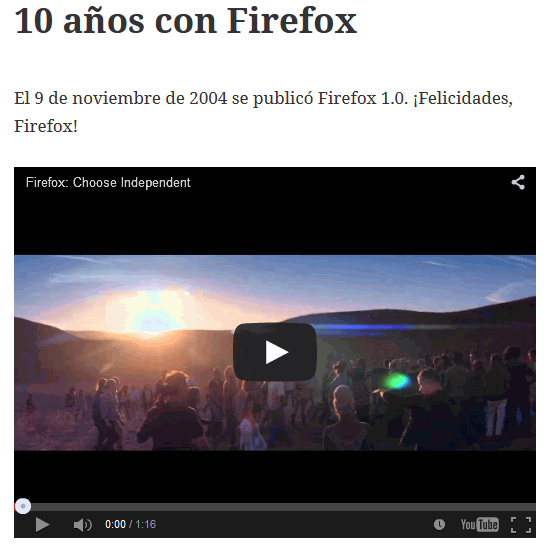 10 años con Firefox
El 9 de noviembre de 2004 se publicó Firefox 1.0. ¡Felicidades,
Firefox!
Firefox: Choose Independent
0:00 / 1:16
YouTube